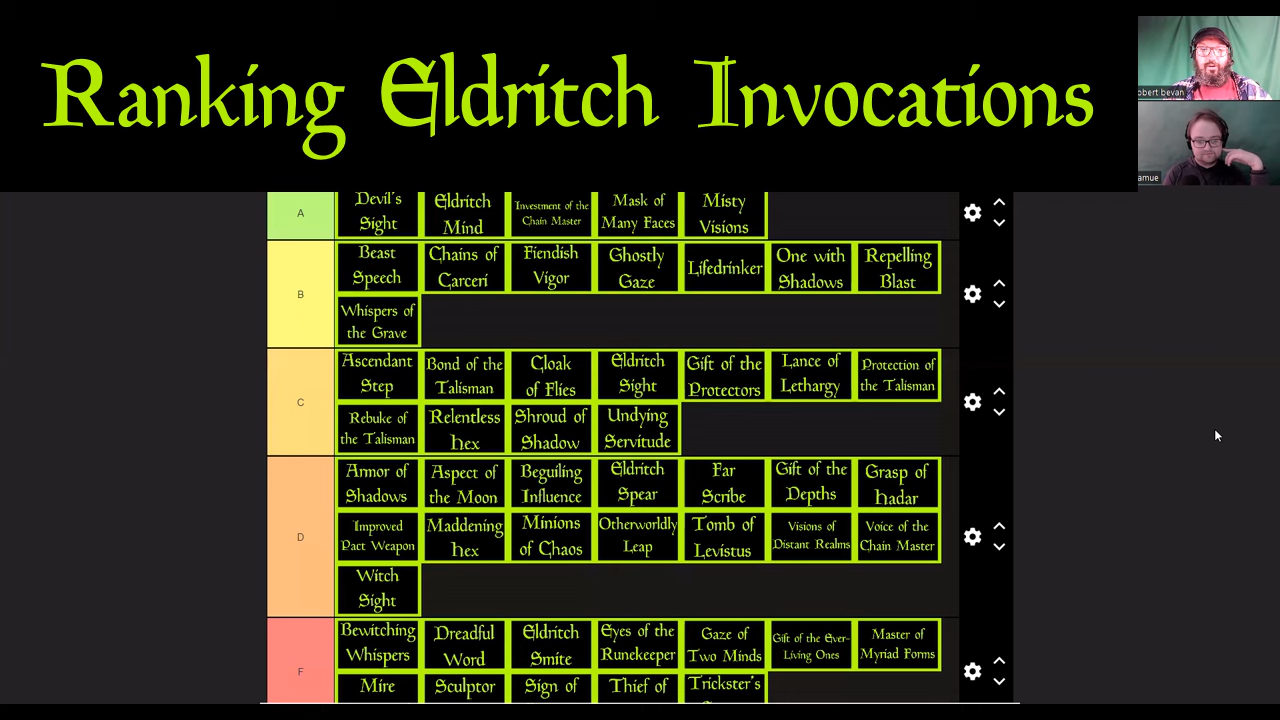 Ranking Eldritch Invocations
obert bevan
amue
A
Devil's Sight
Eldritch Mind
Investment of the Chain Master
Mask of Many Faces
Misty Visions
B
Beast Speech
Chains of Carceri
Fiendish Vigor
Ghostly Gaze
Lifedrinker
One with Shadows
Repelling Blast
Whispers of the Grave
C
Ascendant Step
Bond of the Talisman
Cloak of Flies
Eldritch Sight
Gift of the Protectors
Lance of Lethargy
Protection of the Talisman
Rebuke of the Talisman
Relentless Hex
Shroud of Shadow
Undying Servitude
D
Armor of Shadows
Aspect of the Moon
Beguiling Influence
Eldritch Spear
Far Scribe
Gift of the Depths
Grasp of Hadar
Improved Pact Weapon
Maddening Hex
Minions of Chaos
Otherworldly Leap
Tomb of Levistus
Visions of Distant Realms
Voice of the Chain Master
Witch Sight
F
Bewitching Whispers
Dreadful Word
Eldritch Smite
Eyes of the Runekeeper
Gaze of Two Minds
Gift of the Ever-Living Ones
Master of Myriad Forms
Mire
Sculptor
Sign of
Thief of
Trickster's